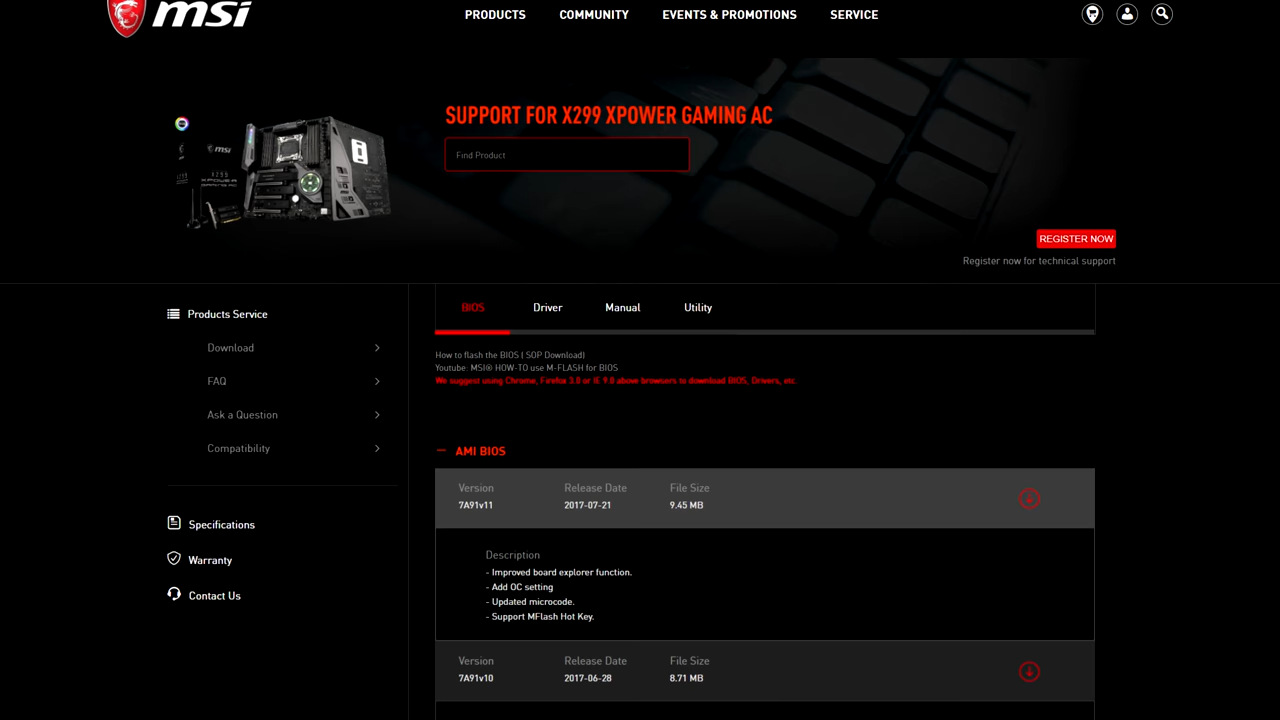 msi
PRODUCTS
COMMUNITY
EVENTS & PROMOTIONS
SERVICE
SUPPORT FOR X299 XPOWER GAMING AC
Find Product
msi
REGISTER NOW
Register now for technical support
Products Service
Download
FAQ
Ask a Question
Compatibility
Specifications
Warranty
Contact Us
BIOS
Driver
Manual
Utility
How to flash the BIOS ( SOP Download)
Youtube: MSI® HOW-TO use M-FLASH for BIOS
We suggest using Chrome, Firefox 3.0 or IE 9.0 above browsers to download BIOS, Drivers, etc.
AMI BIOS
Version Release Date File Size
7A91v11 2017-07-21 9.45 MB
Description
- Improved board explorer function.
- Add OC setting
- Updated microcode.
- Support MFlash Hot Key.
Version Release Date File Size
7A91v10 2017-06-28 8.71 MB